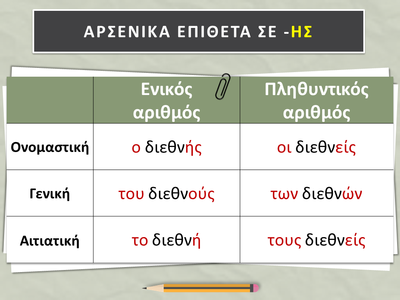 ΑΡΣΕΝΙΚΑ ΕΠΙΘΕΤΑ ΣΕ -ΗΣ
Ενικός αριθμός Πληθυντικός αριθμός
Ονομαστική ο διεθνής οι διεθνείς
Γενική του διεθνούς των διεθνών
Αιτιατική το διεθνή τους διεθνείς